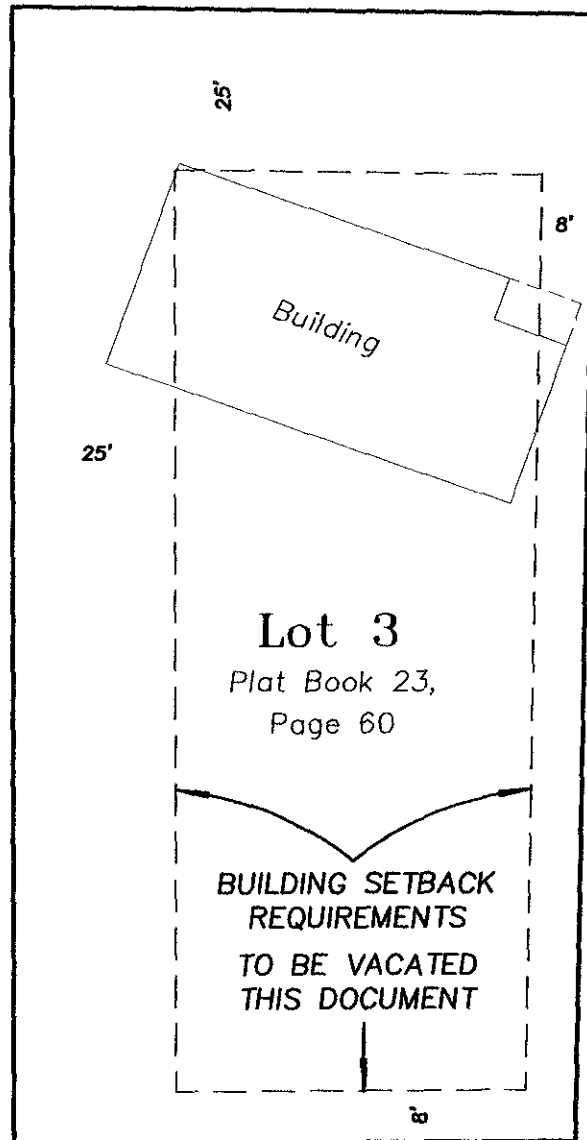 25'
8'
Building
25'
Lot 3
Plat Book 23,
Page 60
BUILDING SETBACK
REQUIREMENTS
TO BE VACATED
THIS DOCUMENT
8'